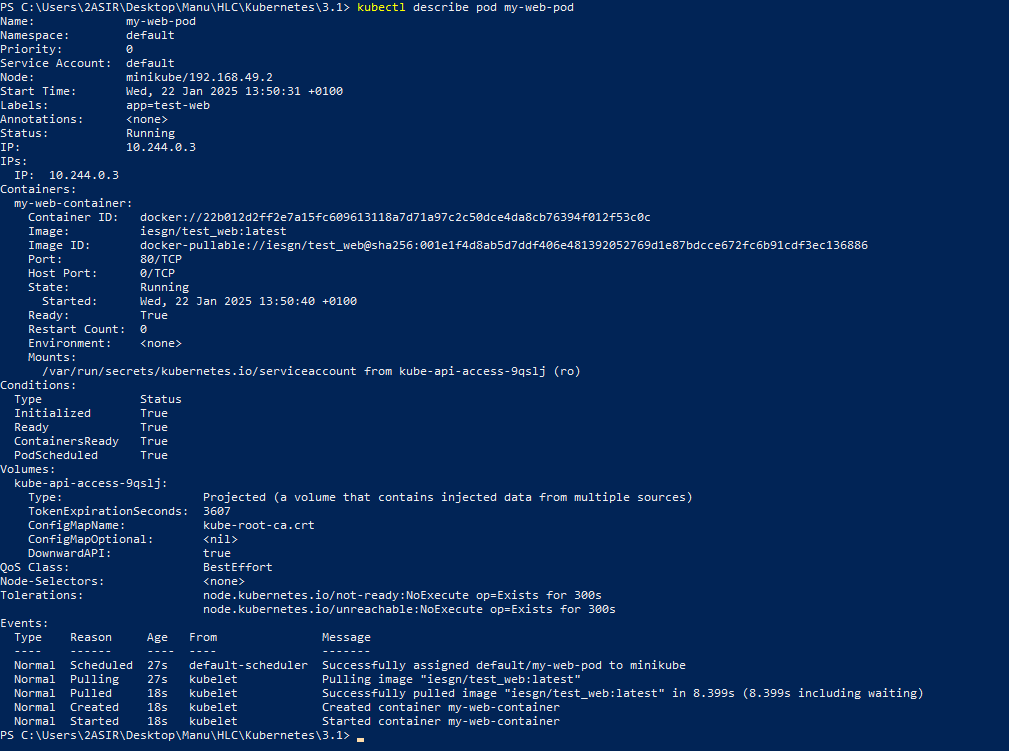 PS C:\Users\2ASIR\Desktop\Manu\HLC\Kubernetes\3.1> kubectl describe pod my-web-pod
Name:             my-web-pod
Namespace:        default
Priority:         0
Service Account:  default
Node:             minikube/192.168.49.2
Start Time:       Wed, 22 Jan 2025 13:50:31 +0100
Labels:           app=test-web
Annotations:      <none>
Status:           Running
IP:               10.244.0.3
IPs:
  IP:  10.244.0.3
Containers:
  my-web-container:
    Container ID:   docker://22b012d2ff2e7a15fc609613118a7d71a97c2c50dce4da8cb76394f012f53c0c
    Image:          iesgn/test_web:latest
    Image ID:       docker-pullable://iesgn/test_web@sha256:001e1f4d8ab5d7ddf406e481392052769d1e87bdcce672fc6b91cdf3ec136886
    Port:           80/TCP
    Host Port:      0/TCP
    State:          Running
      Started:      Wed, 22 Jan 2025 13:50:40 +0100
    Ready:          True
    Restart Count:  0
    Environment:    <none>
    Mounts:
      /var/run/secrets/kubernetes.io/serviceaccount from kube-api-access-9qslj (ro)
Conditions:
  Type              Status
  Initialized       True
  Ready             True
  ContainersReady   True
  PodScheduled      True
Volumes:
  kube-api-access-9qslj:
    Type:                    Projected (a volume that contains injected data from multiple sources)
    TokenExpirationSeconds:  3607
    ConfigMapName:           kube-root-ca.crt
    ConfigMapOptional:       <nil>
    DownwardAPI:             true
QoS Class:                   BestEffort
Node-Selectors:              <none>
Tolerations:                 node.kubernetes.io/not-ready:NoExecute op=Exists for 300s
                             node.kubernetes.io/unreachable:NoExecute op=Exists for 300s
Events:
  Type    Reason     Age   From               Message
  ----    ------     ----  ----               -------
  Normal  Scheduled  27s   default-scheduler  Successfully assigned default/my-web-pod to minikube
  Normal  Pulling    27s   kubelet            Pulling image "iesgn/test_web:latest"
  Normal  Pulled     18s   kubelet            Successfully pulled image "iesgn/test_web:latest" in 8.399s (8.399s including waiting)
  Normal  Created    18s   kubelet            Created container my-web-container
  Normal  Started    18s   kubelet            Started container my-web-container
PS C:\Users\2ASIR\Desktop\Manu\HLC\Kubernetes\3.1>